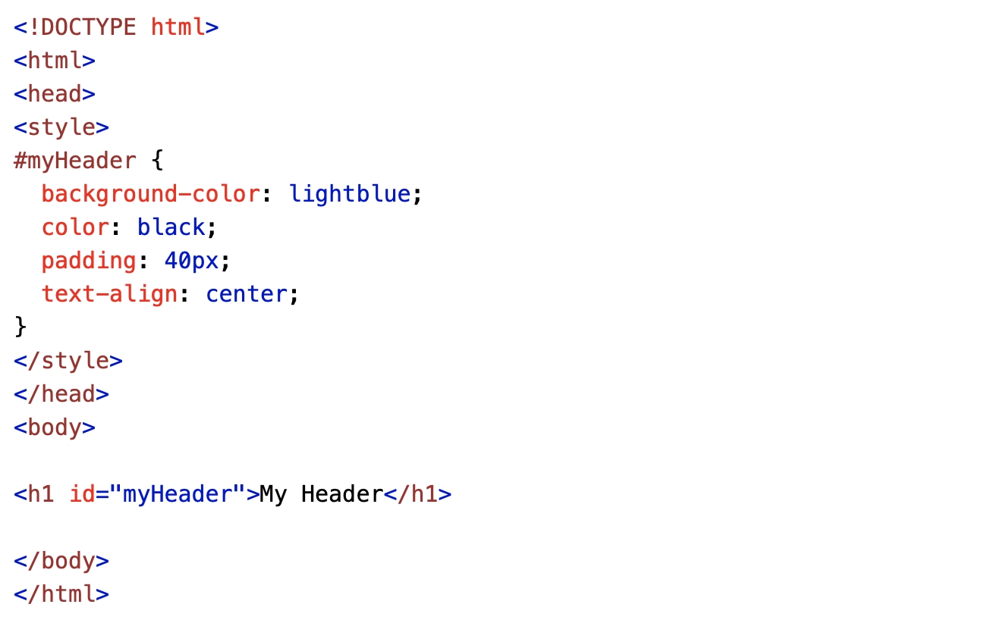 <!DOCTYPE html>
<html>
<head>
<style>
#myHeader {
  background-color: lightblue;
  color: black;
  padding: 40px;
  text-align: center;
}
</style>
</head>
<body>

<h1 id="myHeader">My Header</h1>

</body>
</html>